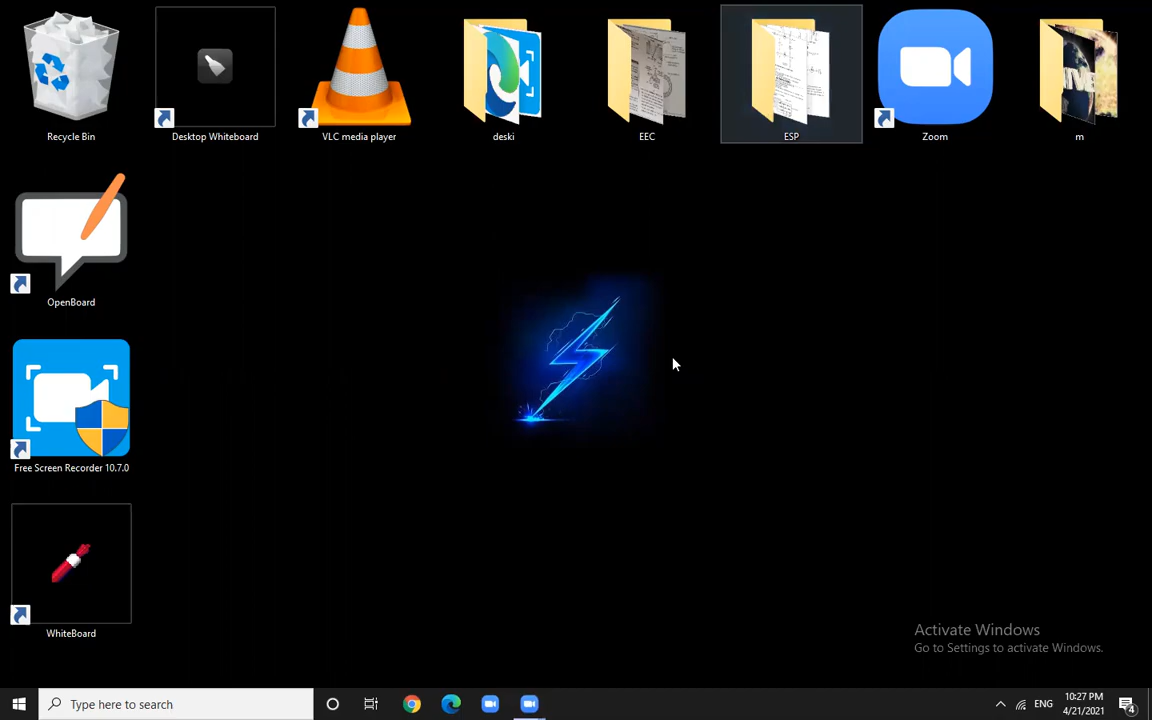 Recycle Bin
Desktop Whiteboard
VLC media player
deski
EEC
ESP
Zoom
m
OpenBoard
Free Screen Recorder 10.7.0
WhiteBoard
Activate Windows
Go to Settings to activate Windows.
Type here to search
ENG
10:27 PM
4/21/2021
4